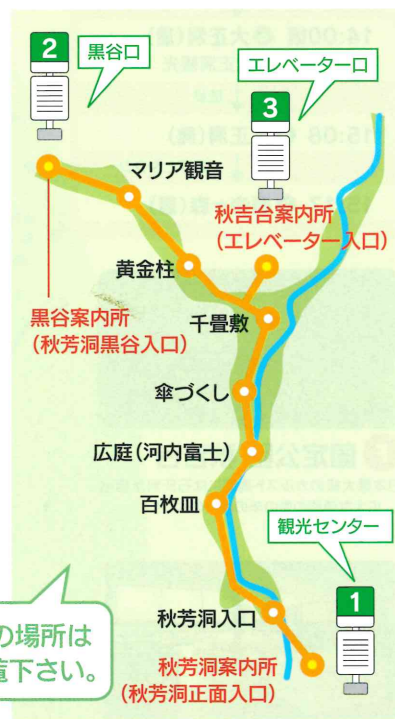 2
黒谷口
エレベーター口
3
マリア観音
秋吉台案内所
(エレベーター入口)
黄金柱
黒谷案内所
(秋芳洞黒谷入口)
千畳敷
傘づくし
広庭(河内富士)
百枚皿
観光センター
1
秋芳洞入口
の場所は
覧下さい。
秋芳洞案内所
(秋芳洞正面入口)